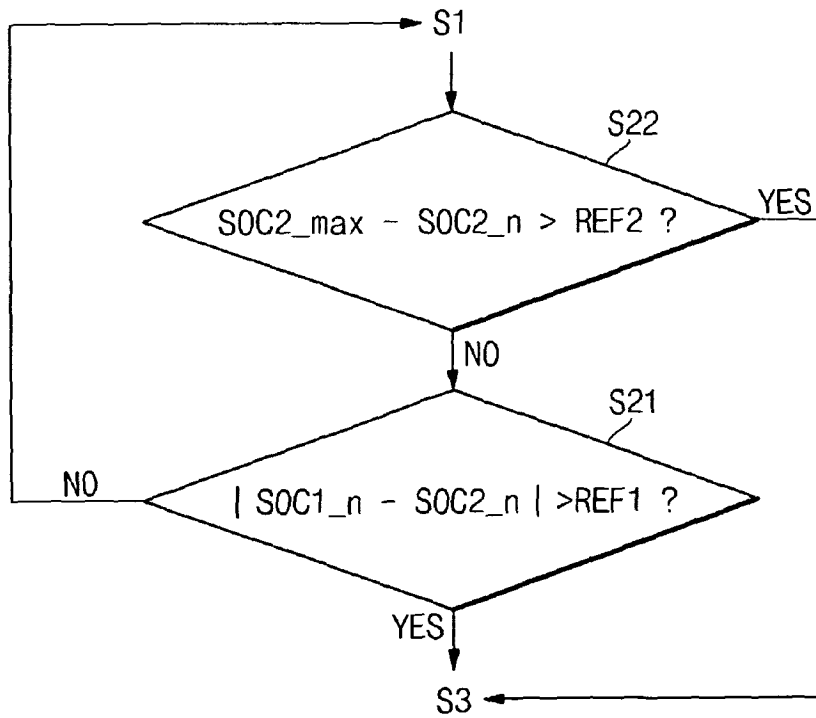 S1
S22
SOC2_max - SOC2_n > REF2 ?
YES
NO
S21
NO
| SOC1_n - SOC2_n | >REF1 ?
YES
S3